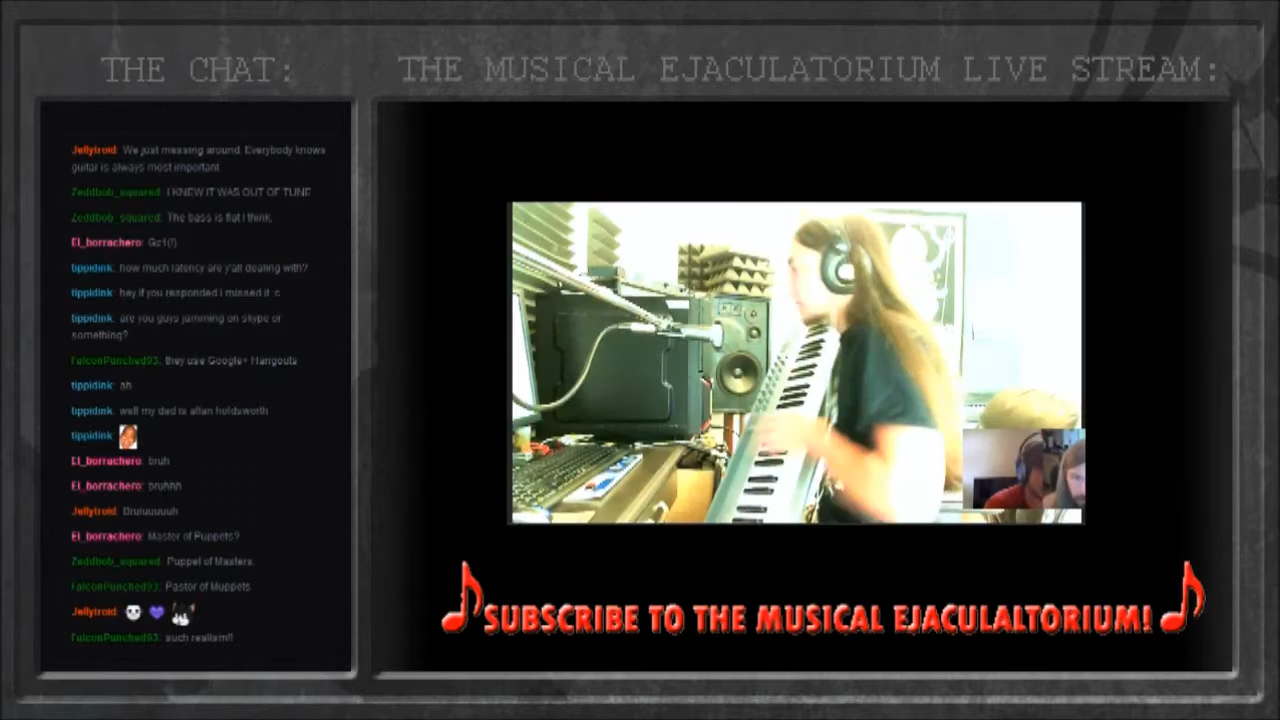 THE CHAT:
THE MUSICAL EJACULATORIUM LIVE STREAM:
Jellytroid: We just messing around. Everybody knows
guitar is always most important
Zeddbob_squared: I KNEW IT WAS OUT OF TUNE
Zeddbob_squared: The bass is flat i think.
El_borrachero:
tippidink: how much latency are y'all dealing with?
tippidink: hey if you responded i missed it :c
tippidink: are you guys jamming on skype or
something?
FalconPunched93: they use Google+ Hangouts
tippidink: ah
tippidink: well my dad is allan holdsworth
tippidink:
El_borrachero: bruh
El_borrachero: bruhhh
Jellytroid: Bruiuuuuuh
El_borrachero: Master of Puppets?
Zeddbob_squared: Puppet of Masters.
FalconPunched93: Pastor of Muppets
Jellytroid:
FalconPunched93: such realism!!
SUBSCRIBE TO THE MUSICAL EJACULALTORIUM!